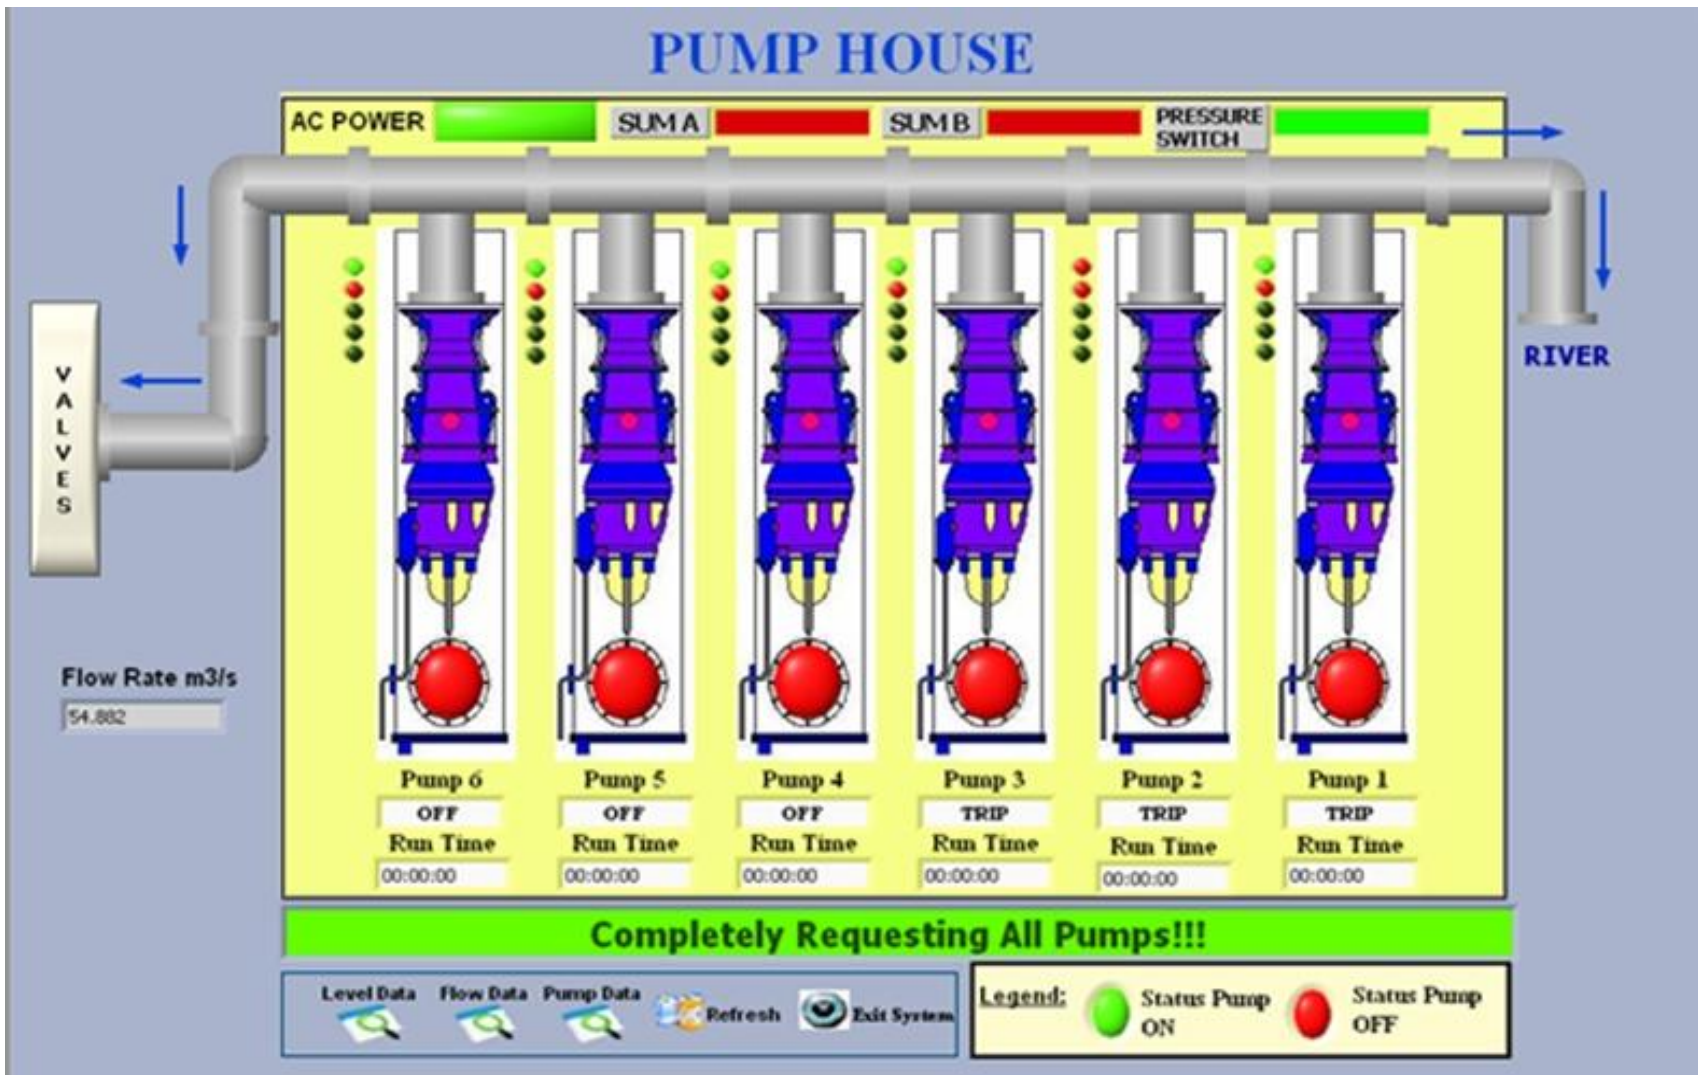 PUMP HOUSE
AC POWER
SUM A
SUM B
PRESSURE
SWITCH
VALVES
RIVER
Flow Rate m3/s
54.882
Pump 6
Pump 5
Pump 4
Pump 3
Pump 2
Pump 1
OFF
OFF
OFF
TRIP
TRIP
TRIP
Run Time
Run Time
Run Time
Run Time
Run Time
Run Time
00:00:00
00:00:00
00:00:00
00:00:00
00:00:00
00:00:00
Completely Requesting All Pumps!!!
Level Data
Flow Data
Pump Data
Refresh
Exit System
Legend:
Status Pump
ON
Status Pump
OFF